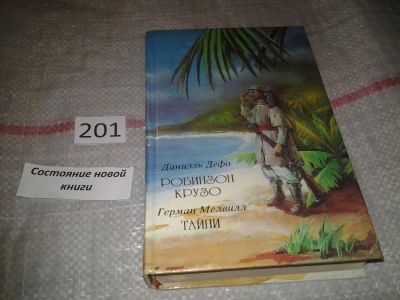 201
Состояние новой
книги
Даниэль Дефо
РОБИНЗОН
КРУЗО
Герман Мелвилл
ТАЙПИ